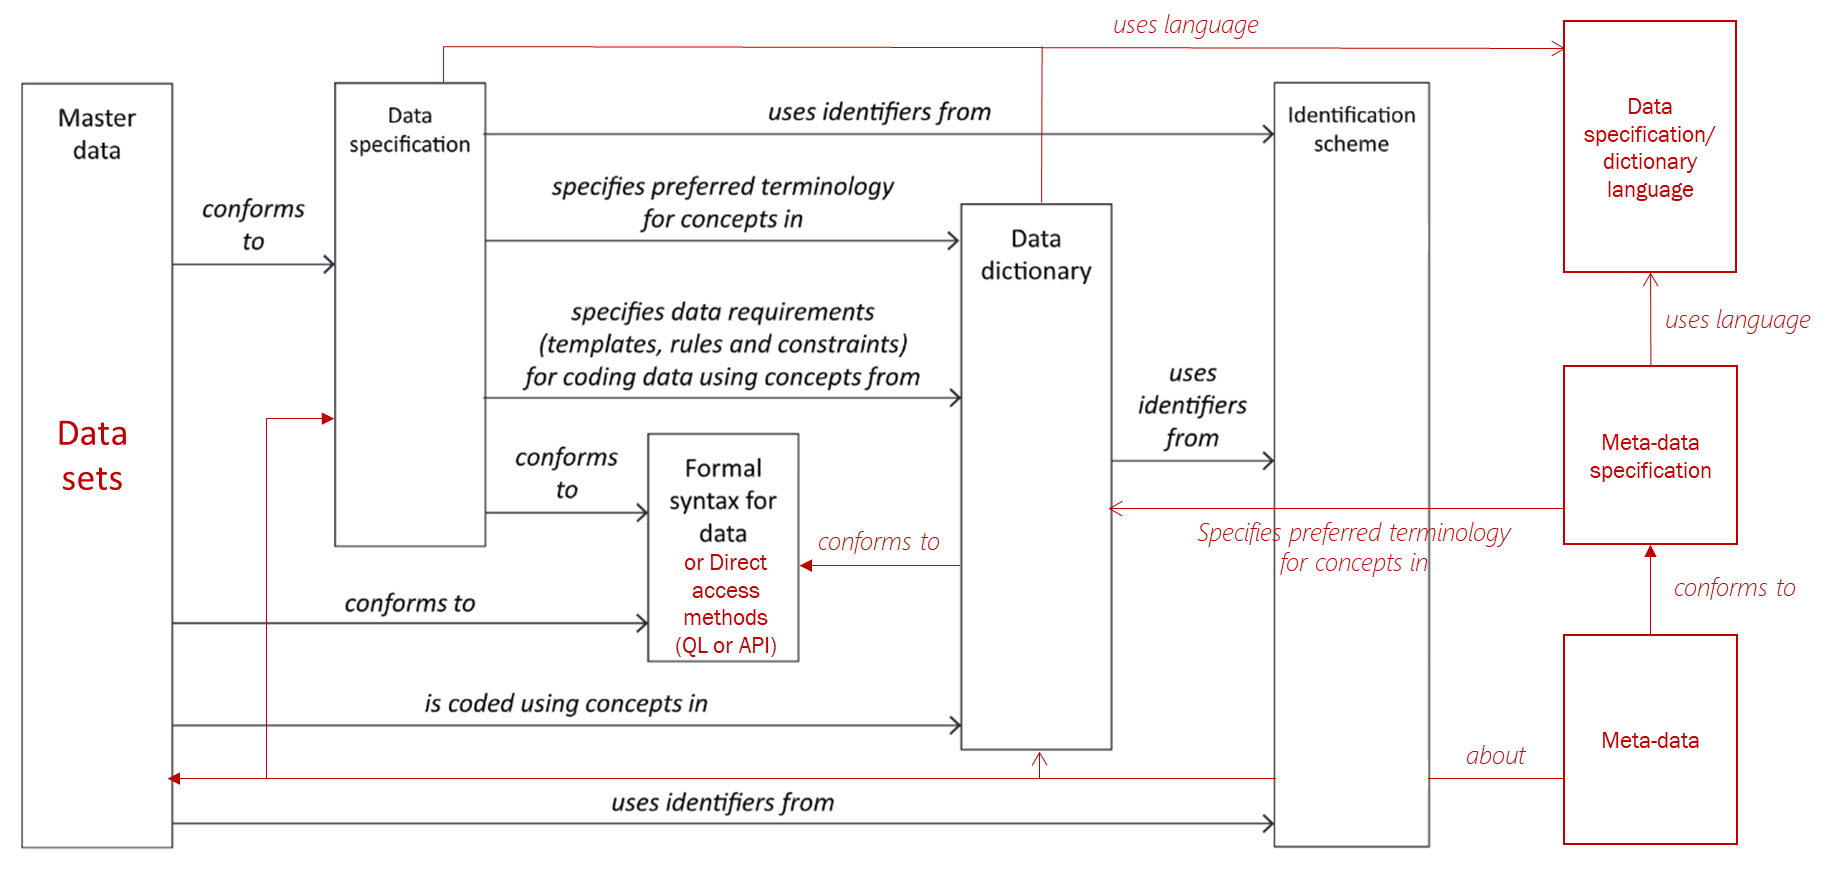 uses language
Master
data
Data
sets
conforms
to
Data
specification
uses identifiers from
specifies preferred terminology
for concepts in
specifies data requirements
(templates, rules and constraints)
for coding data using concepts from
conforms
to
Formal
syntax for
data
or Direct
access
methods
(QL or API)
conforms to
conforms to
is coded using concepts in
uses identifiers from
Data
dictionary
uses
identifiers
from
Identification
scheme
Specifies preferred terminology
for concepts in
Data
specification/
dictionary
language
uses language
Meta-data
specification
conforms to
Meta-data
about